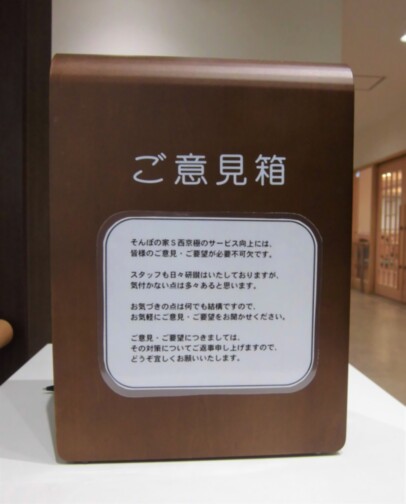 ご意見箱
そんぽの家S西京極のサービス向上には、
皆様のご意見・ご要望が必要不可欠です。
スタッフも日々研鑽はいたしておりますが、
気付かない点は多々あると思います。
お気づきの点は何でも結構ですので、
お気軽にご意見・ご要望をお聞かせください。
ご意見・ご要望につきましては、
その対策についてご返事申し上げますので、
どうぞ宜しくお願いいたします。